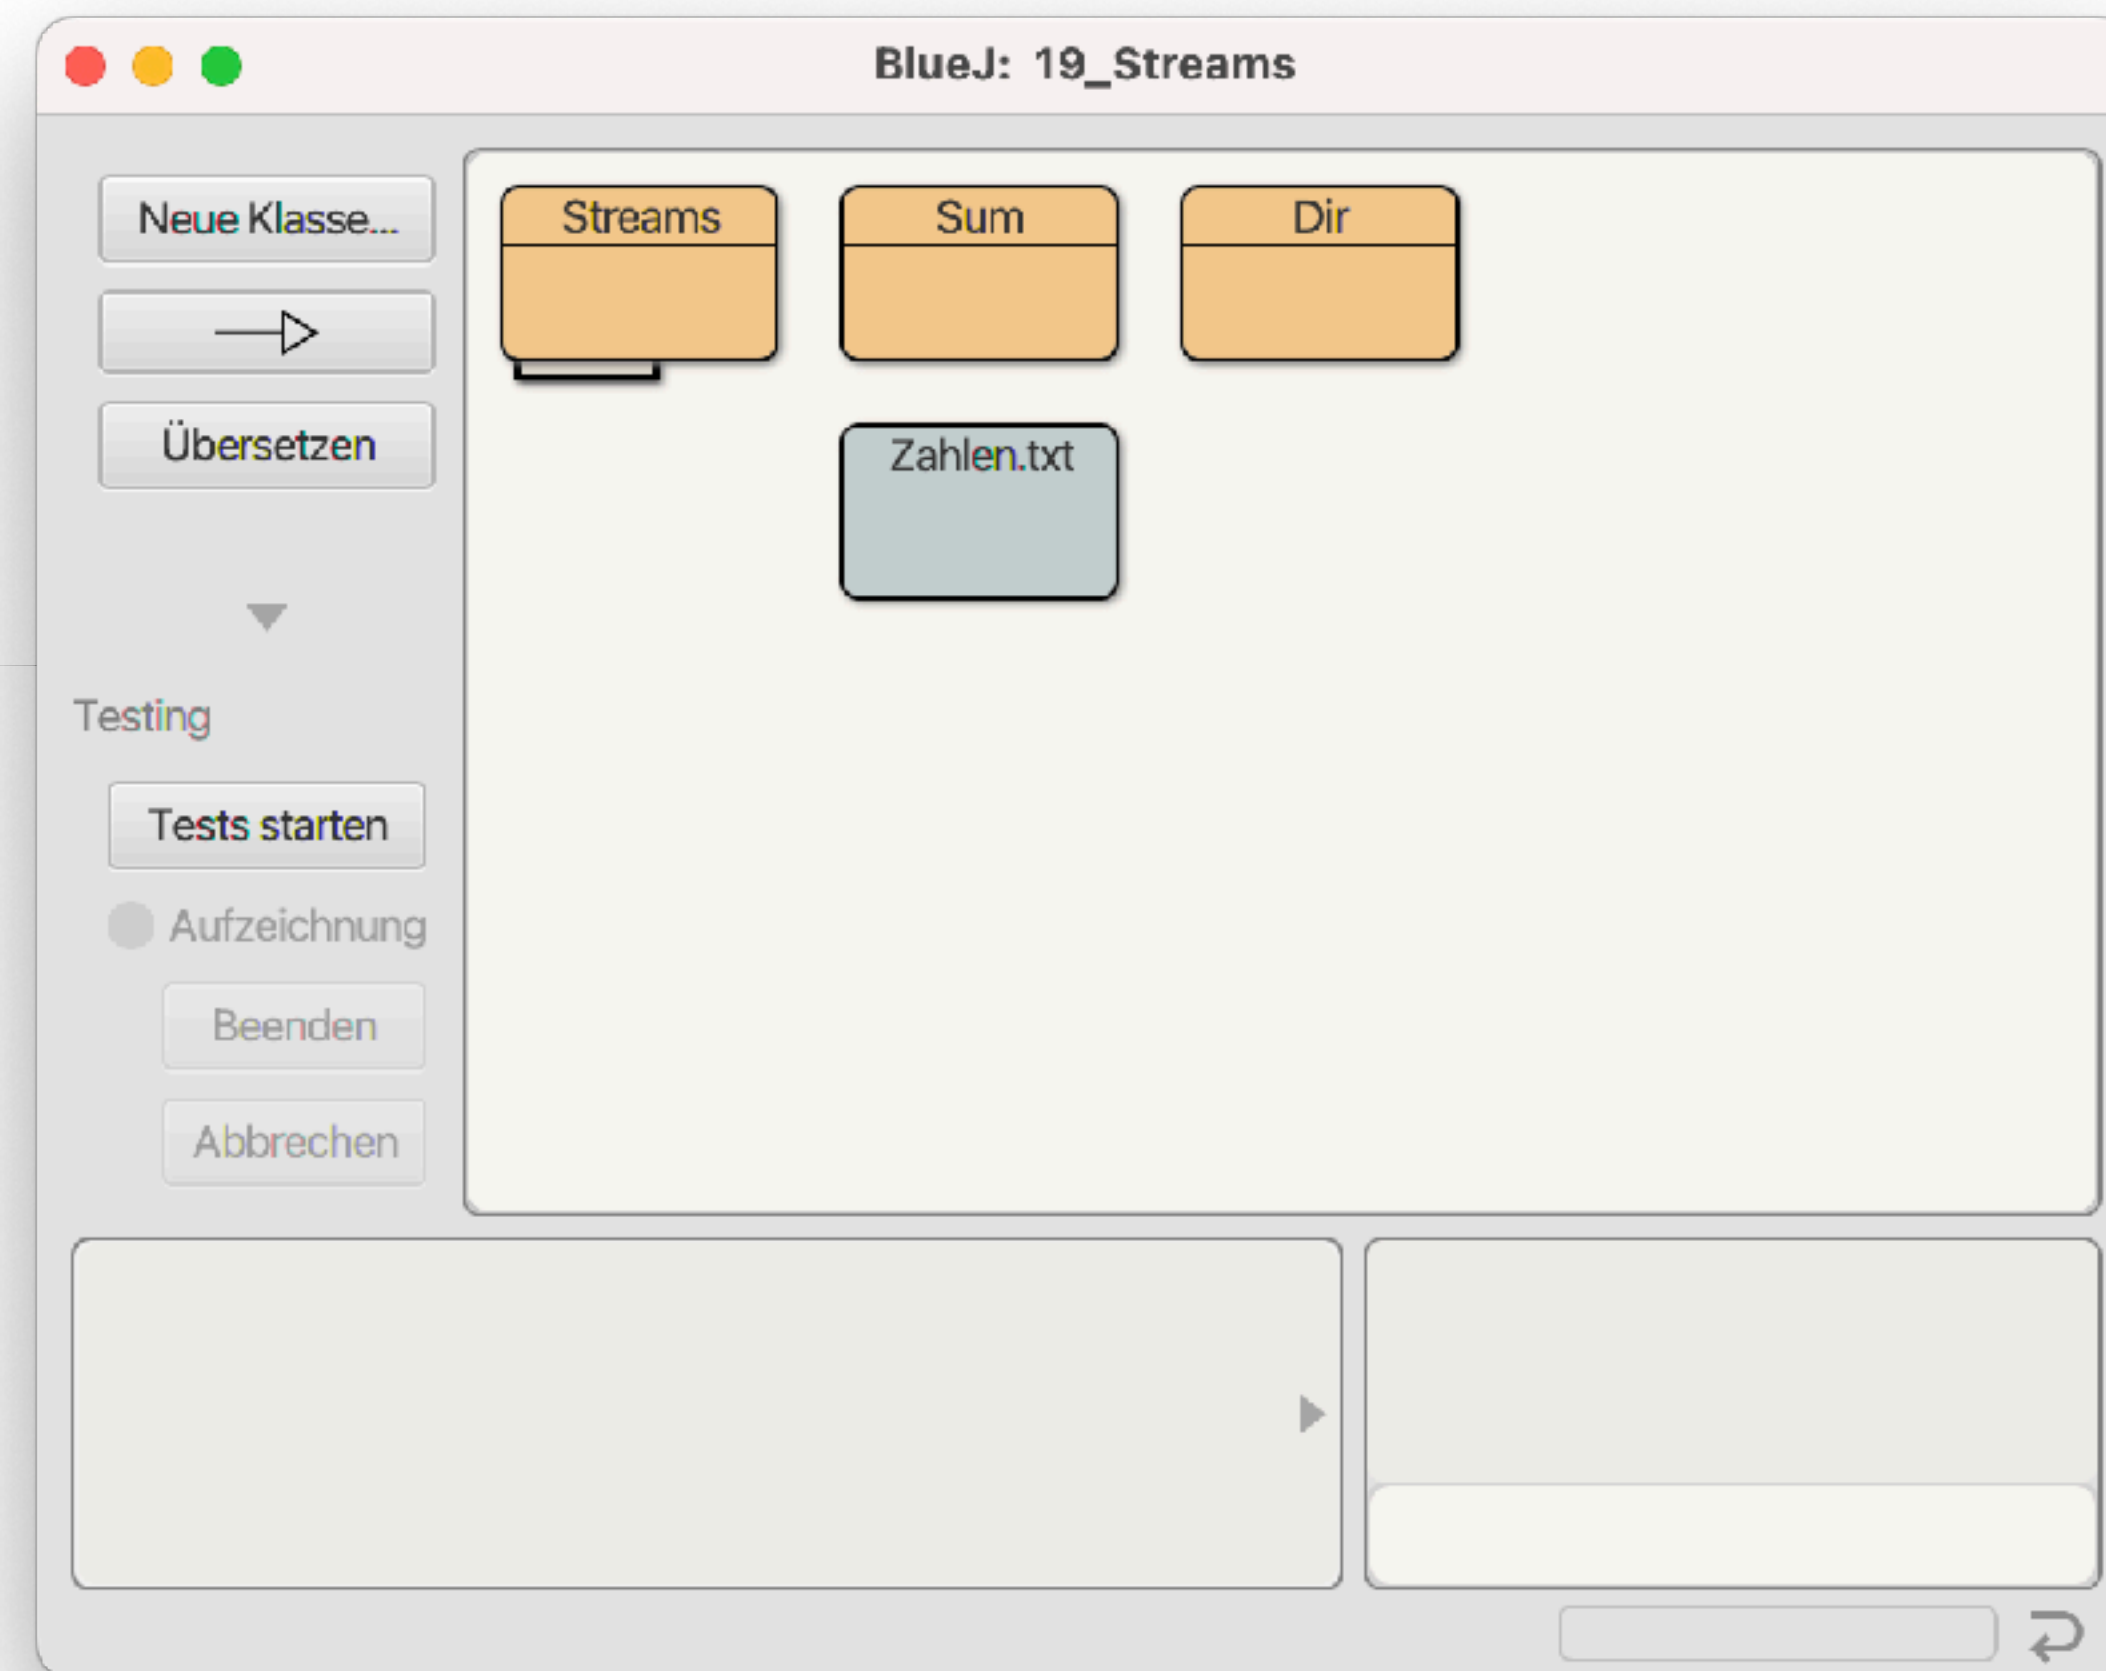 BlueJ: 19_Streams
Neue Klasse...
Übersetzen
Streams
Sum
Dir
Zahlen.txt
Testing
Tests starten
Aufzeichnung
Beenden
Abbrechen